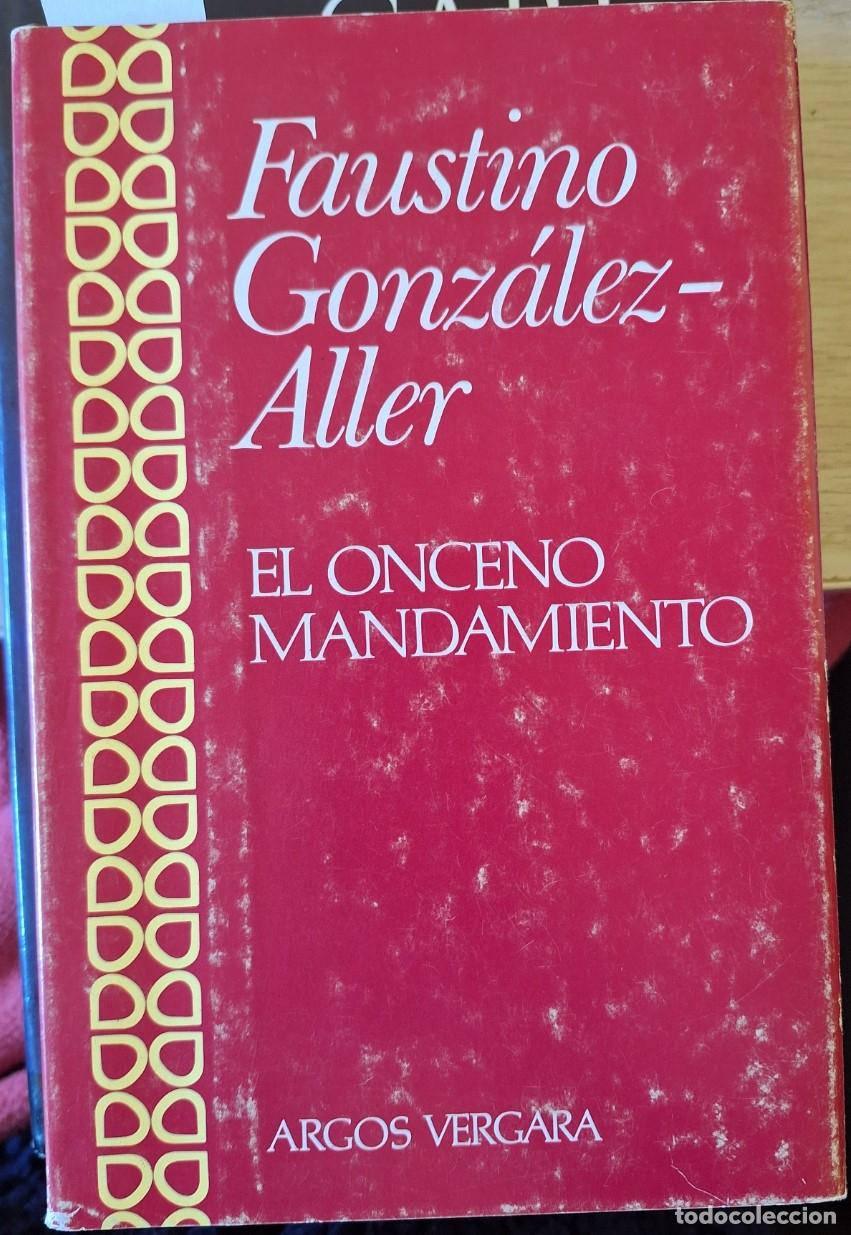 Faustino
González-
Aller
EL ONCENO
MANDAMIENTO
ARGOS VERGARA
todocoleccion